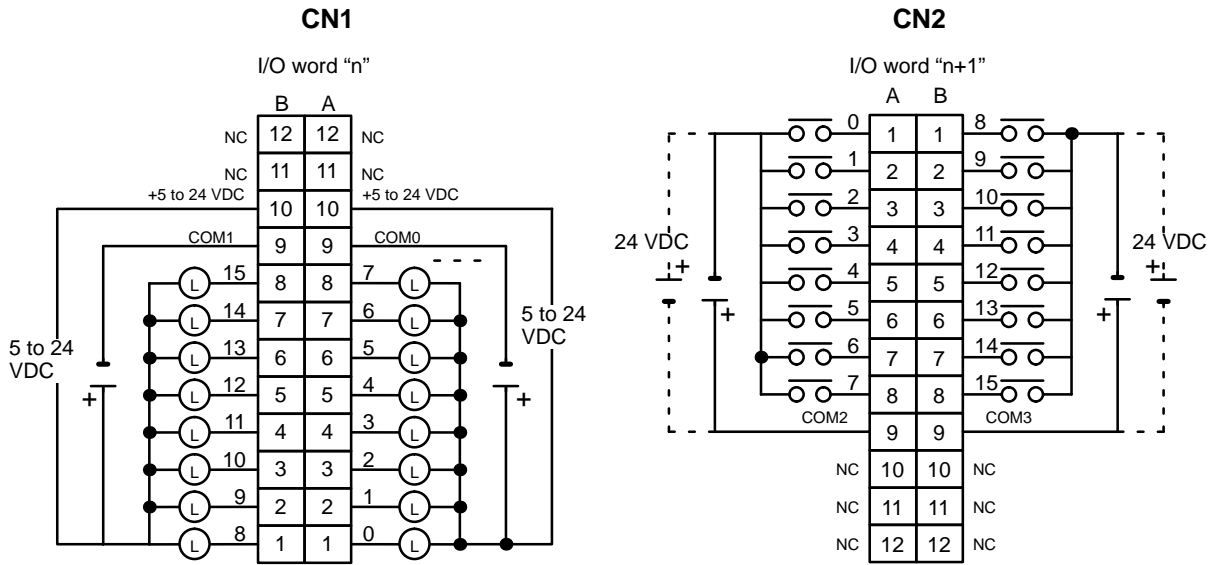 CN1
I/O word “n”
B A
NC 12 12 NC
NC 11 11 NC
+5 to 24 VDC 10 10 +5 to 24 VDC
COM1 9 9 COM0
L 15 8 8 7 L
L 14 7 7 6 L
L 13 6 6 5 L
L 12 5 5 4 L
L 11 4 4 3 L
L 10 3 3 2 L
L 9 2 2 1 L
L 8 1 1 0 L
5 to 24
VDC
+
5 to 24
VDC
+
CN2
I/O word “n+1”
A B
0 1 1 8
1 2 2 9
2 3 3 10
3 4 4 11
4 5 5 12
5 6 6 13
6 7 7 14
7 8 8 15
COM2 9 9 COM3
NC 10 10 NC
NC 11 11 NC
NC 12 12 NC
24 VDC
+
+
24 VDC
+
+